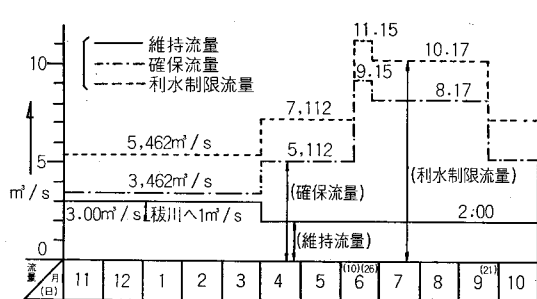 維持流量
確保流量
利水制限流量
11.15
10.17
9.15
8.17
10
7,112
5,462㎥/s
5,112
5
3,462㎥/s
(確保流量)
(利水制限流量)
㎥/s
3.00㎥/s 秡川へ1㎥/s
2.00
(維持流量)
0
流量 月(日) 11 12 1 2 3 4 5 6 (10)(26) 7 8 9 (21) 10